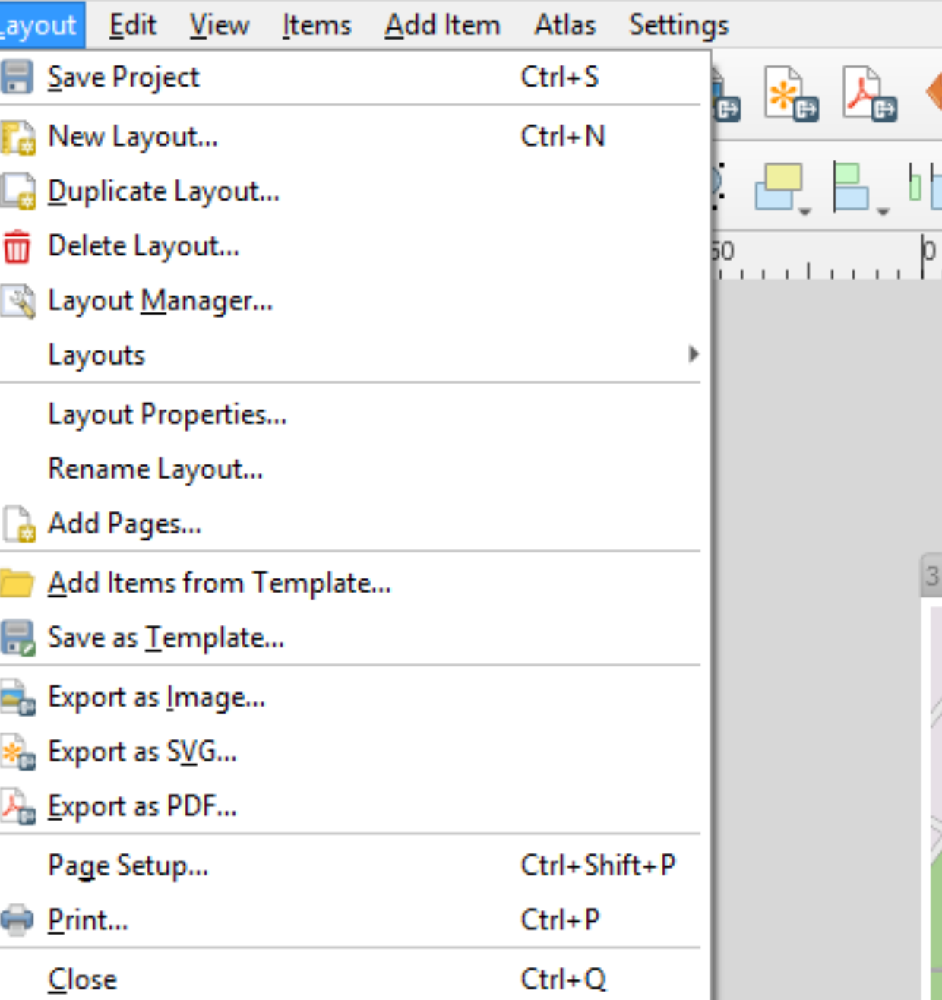 Layout Edit View Items Add Item Atlas Settings
Save Project Ctrl+S
New Layout... Ctrl+N
Duplicate Layout...
Delete Layout...
Layout Manager...
Layouts
Layout Properties...
Rename Layout...
Add Pages...
Add Items from Template...
Save as Template...
Export as Image...
Export as SVG...
Export as PDF...
Page Setup... Ctrl+Shift+P
Print... Ctrl+P
Close Ctrl+Q
50 0
3